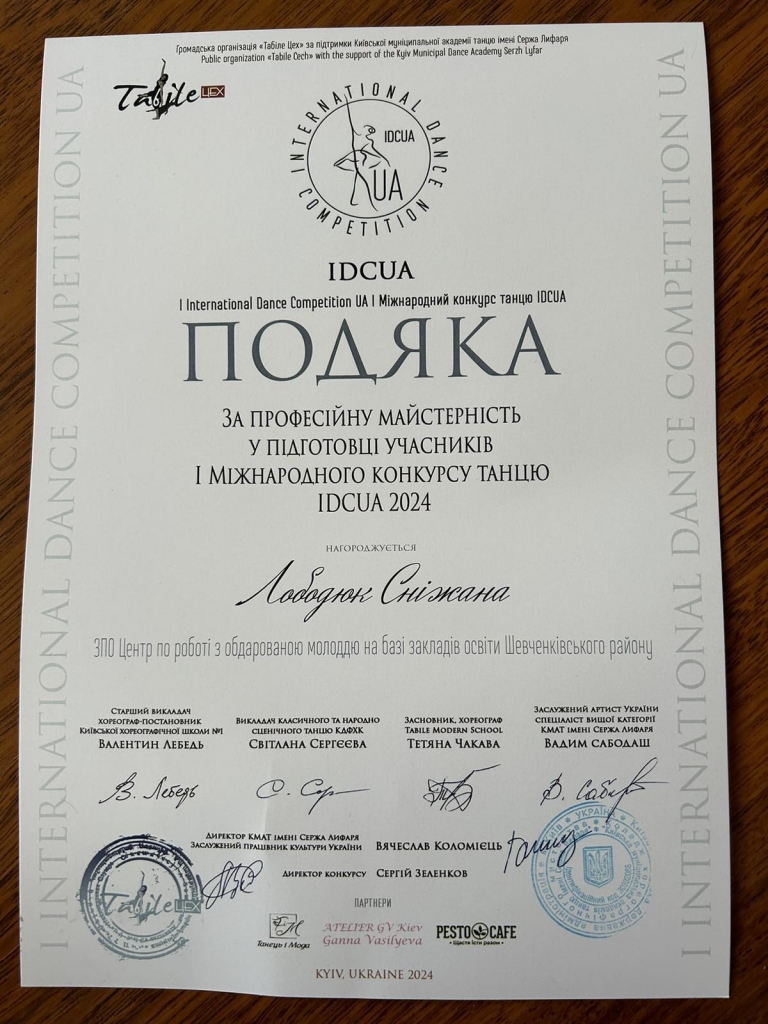 Громадська організація «Табіле Цех» за підтримки Київської муніципальної академії танцю імені Сержа Лифаря
Public organization «Tabile Cech» with the support of the Kyiv Municipal Dance Academy Serzh Lyfar
Tabile ЦЕХ
INTERNATIONAL DANCE COMPETITION
IDCUA
UA
IDCUA
I International Dance Competition UA I Міжнародний конкурс танцю IDCUA
ПОДЯКА
За професійну майстерність
у підготовці учасників
I Міжнародного конкурсу танцю
IDCUA 2024
нагороджується
Лободюк Сніжана
ЗПО Центр по роботі з обдарованою молоддю на базі закладів освіти Шевченківського району
Старший викладач
хореограф-постановник
Київської хореографічної школи №1
Валентин Лебедь
Викладач класичного та народно
сценічного танцю КДФХК
Світлана Сергєєва
Засновник, хореограф
Tabile Modern School
Тетяна Чакава
Заслужений артист України
спеціаліст вищої категорії
КМАТ імені Сержа Лифаря
Вадим Сабодаш
В. Лебедь
Директор КМАТ імені Сержа Лифаря
Заслужений працівник культури України
Вячеслав Коломієць
Директор конкурсу Сергій Зеленков
ПАРТНЕРИ
Танець і Мода
ATELIER GV Kiev
Ganna Vasilyeva
PESTO CAFE
Щастя їсти разом
KYIV, UKRAINE 2024
I INTERNATIONAL DANCE COMPETITION UA
I INTERNATIONAL DANCE COMPETITION UA
Tabile ЦЕХ
УКРАЇНА